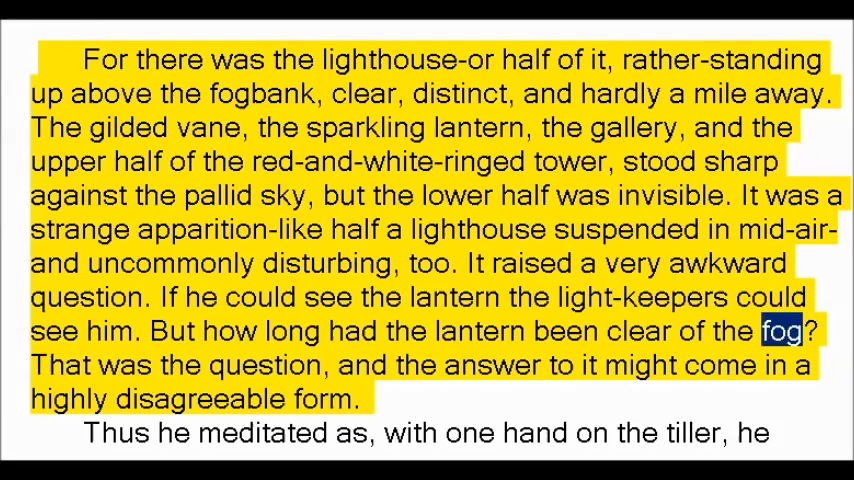 For there was the lighthouse-or half of it, rather-standing
up above the fogbank, clear, distinct, and hardly a mile away.
The gilded vane, the sparkling lantern, the gallery, and the
upper half of the red-and-white-ringed tower, stood sharp
against the pallid sky, but the lower half was invisible. It was a
strange apparition-like half a lighthouse suspended in mid-air-
and uncommonly disturbing, too. It raised a very awkward
question. If he could see the lantern the light-keepers could
see him. But how long had the lantern been clear of the fog?
That was the question, and the answer to it might come in a
highly disagreeable form.
Thus he meditated as, with one hand on the tiller, he